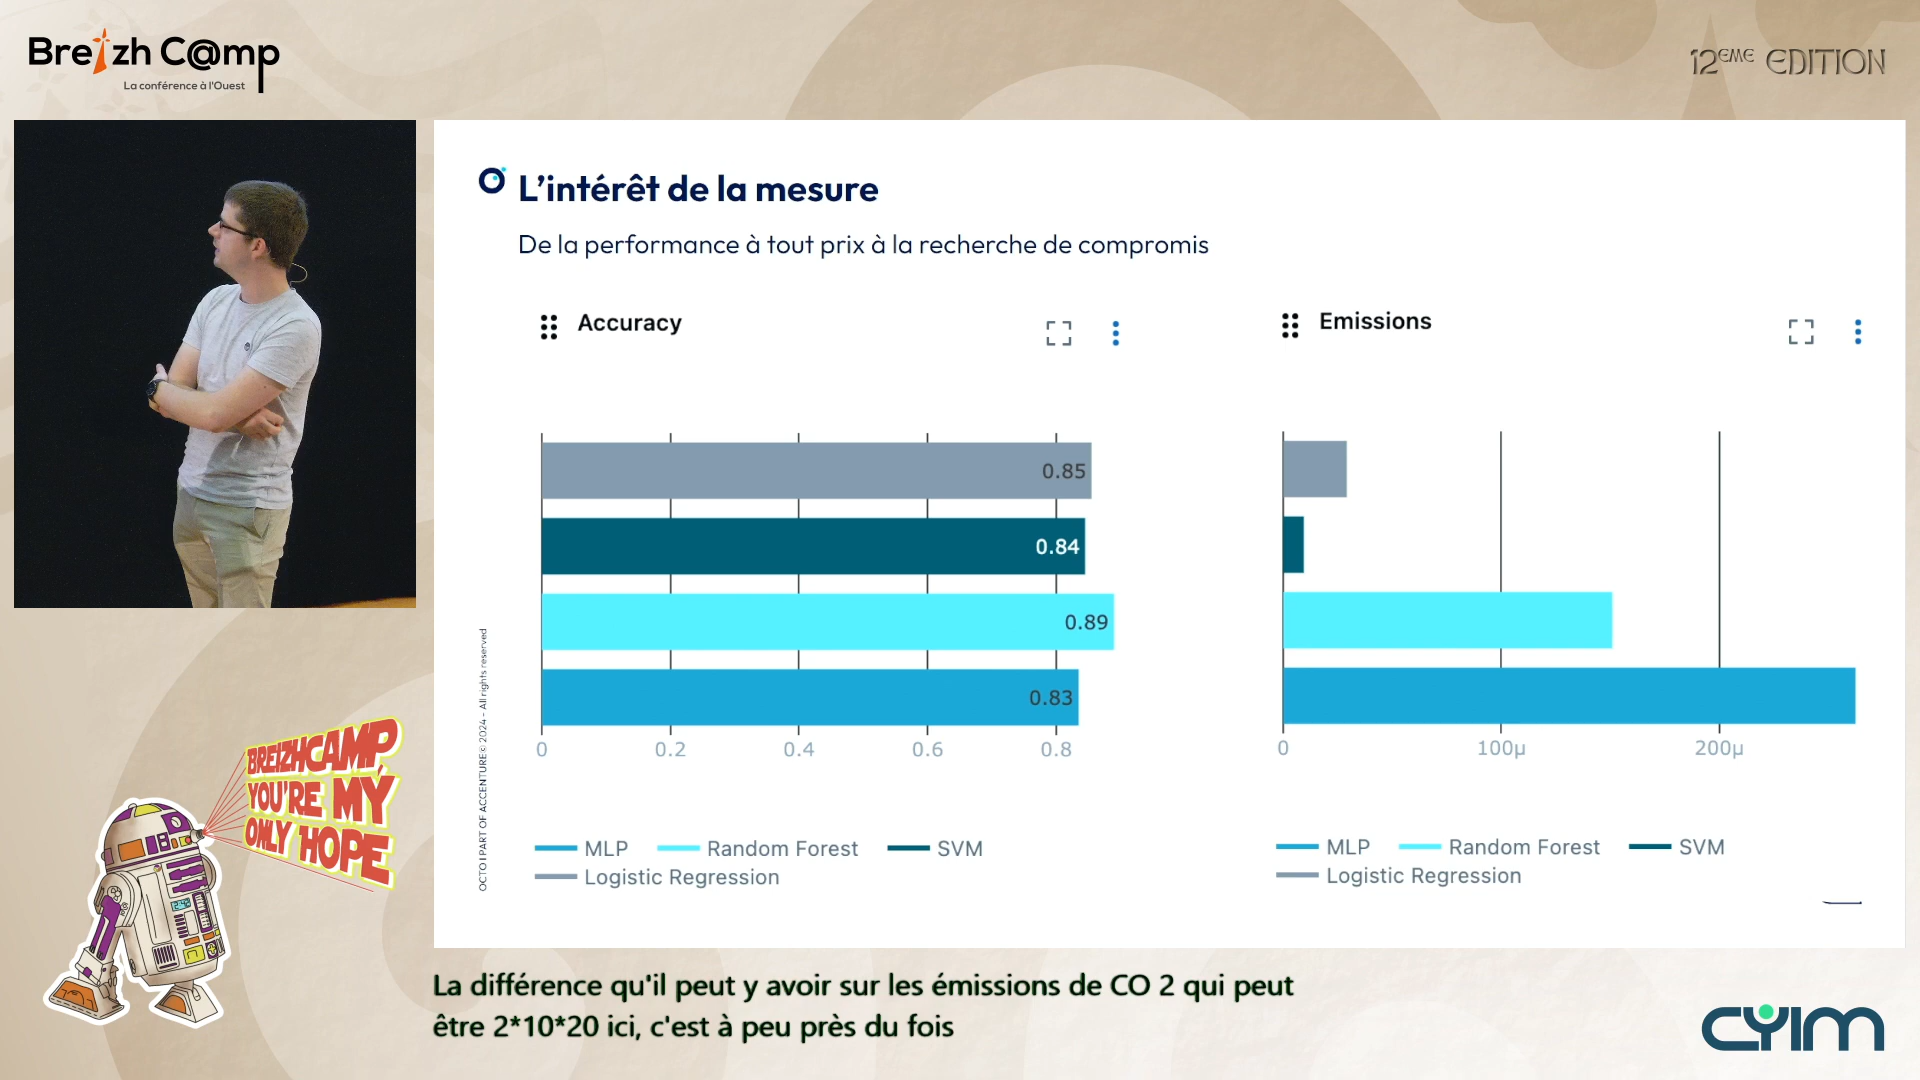 Breizh C@mp
La conférence à l'Ouest
12EME EDITION
L'intérêt de la mesure
De la performance à tout prix à la recherche de compromis
Accuracy
0.85
0.84
0.89
0.83
0 0.2 0.4 0.6 0.8
MLP Random Forest SVM
Logistic Regression
Emissions
0 100µ 200µ
MLP Random Forest SVM
Logistic Regression
OCTO I PART OF ACCENTURE © 2024 - All rights reserved
BREIZHCAMP,
YOU'RE MY
ONLY HOPE
La différence qu'il peut y avoir sur les émissions de CO 2 qui peut
être 2*10*20 ici, c'est à peu près du fois
CYIM